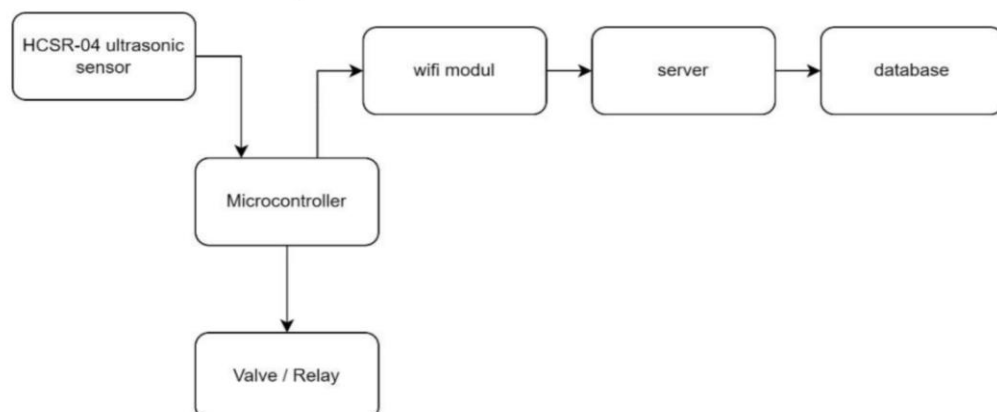 HCSR-04 ultrasonic
sensor
wifi modul
server
database
Microcontroller
Valve / Relay